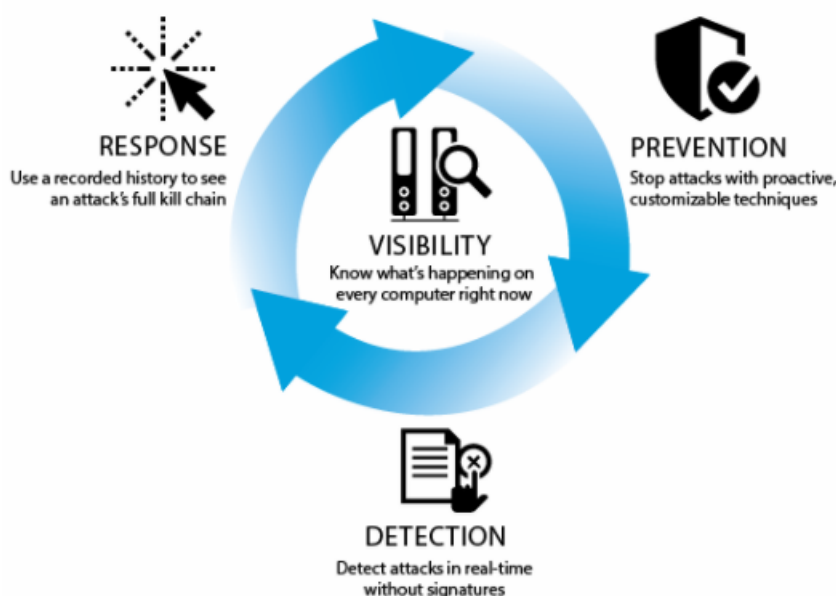 RESPONSE
Use a recorded history to see
an attack's full kill chain
PREVENTION
Stop attacks with proactive,
customizable techniques
VISIBILITY
Know what's happening on
every computer right now
DETECTION
Detect attacks in real-time
without signatures